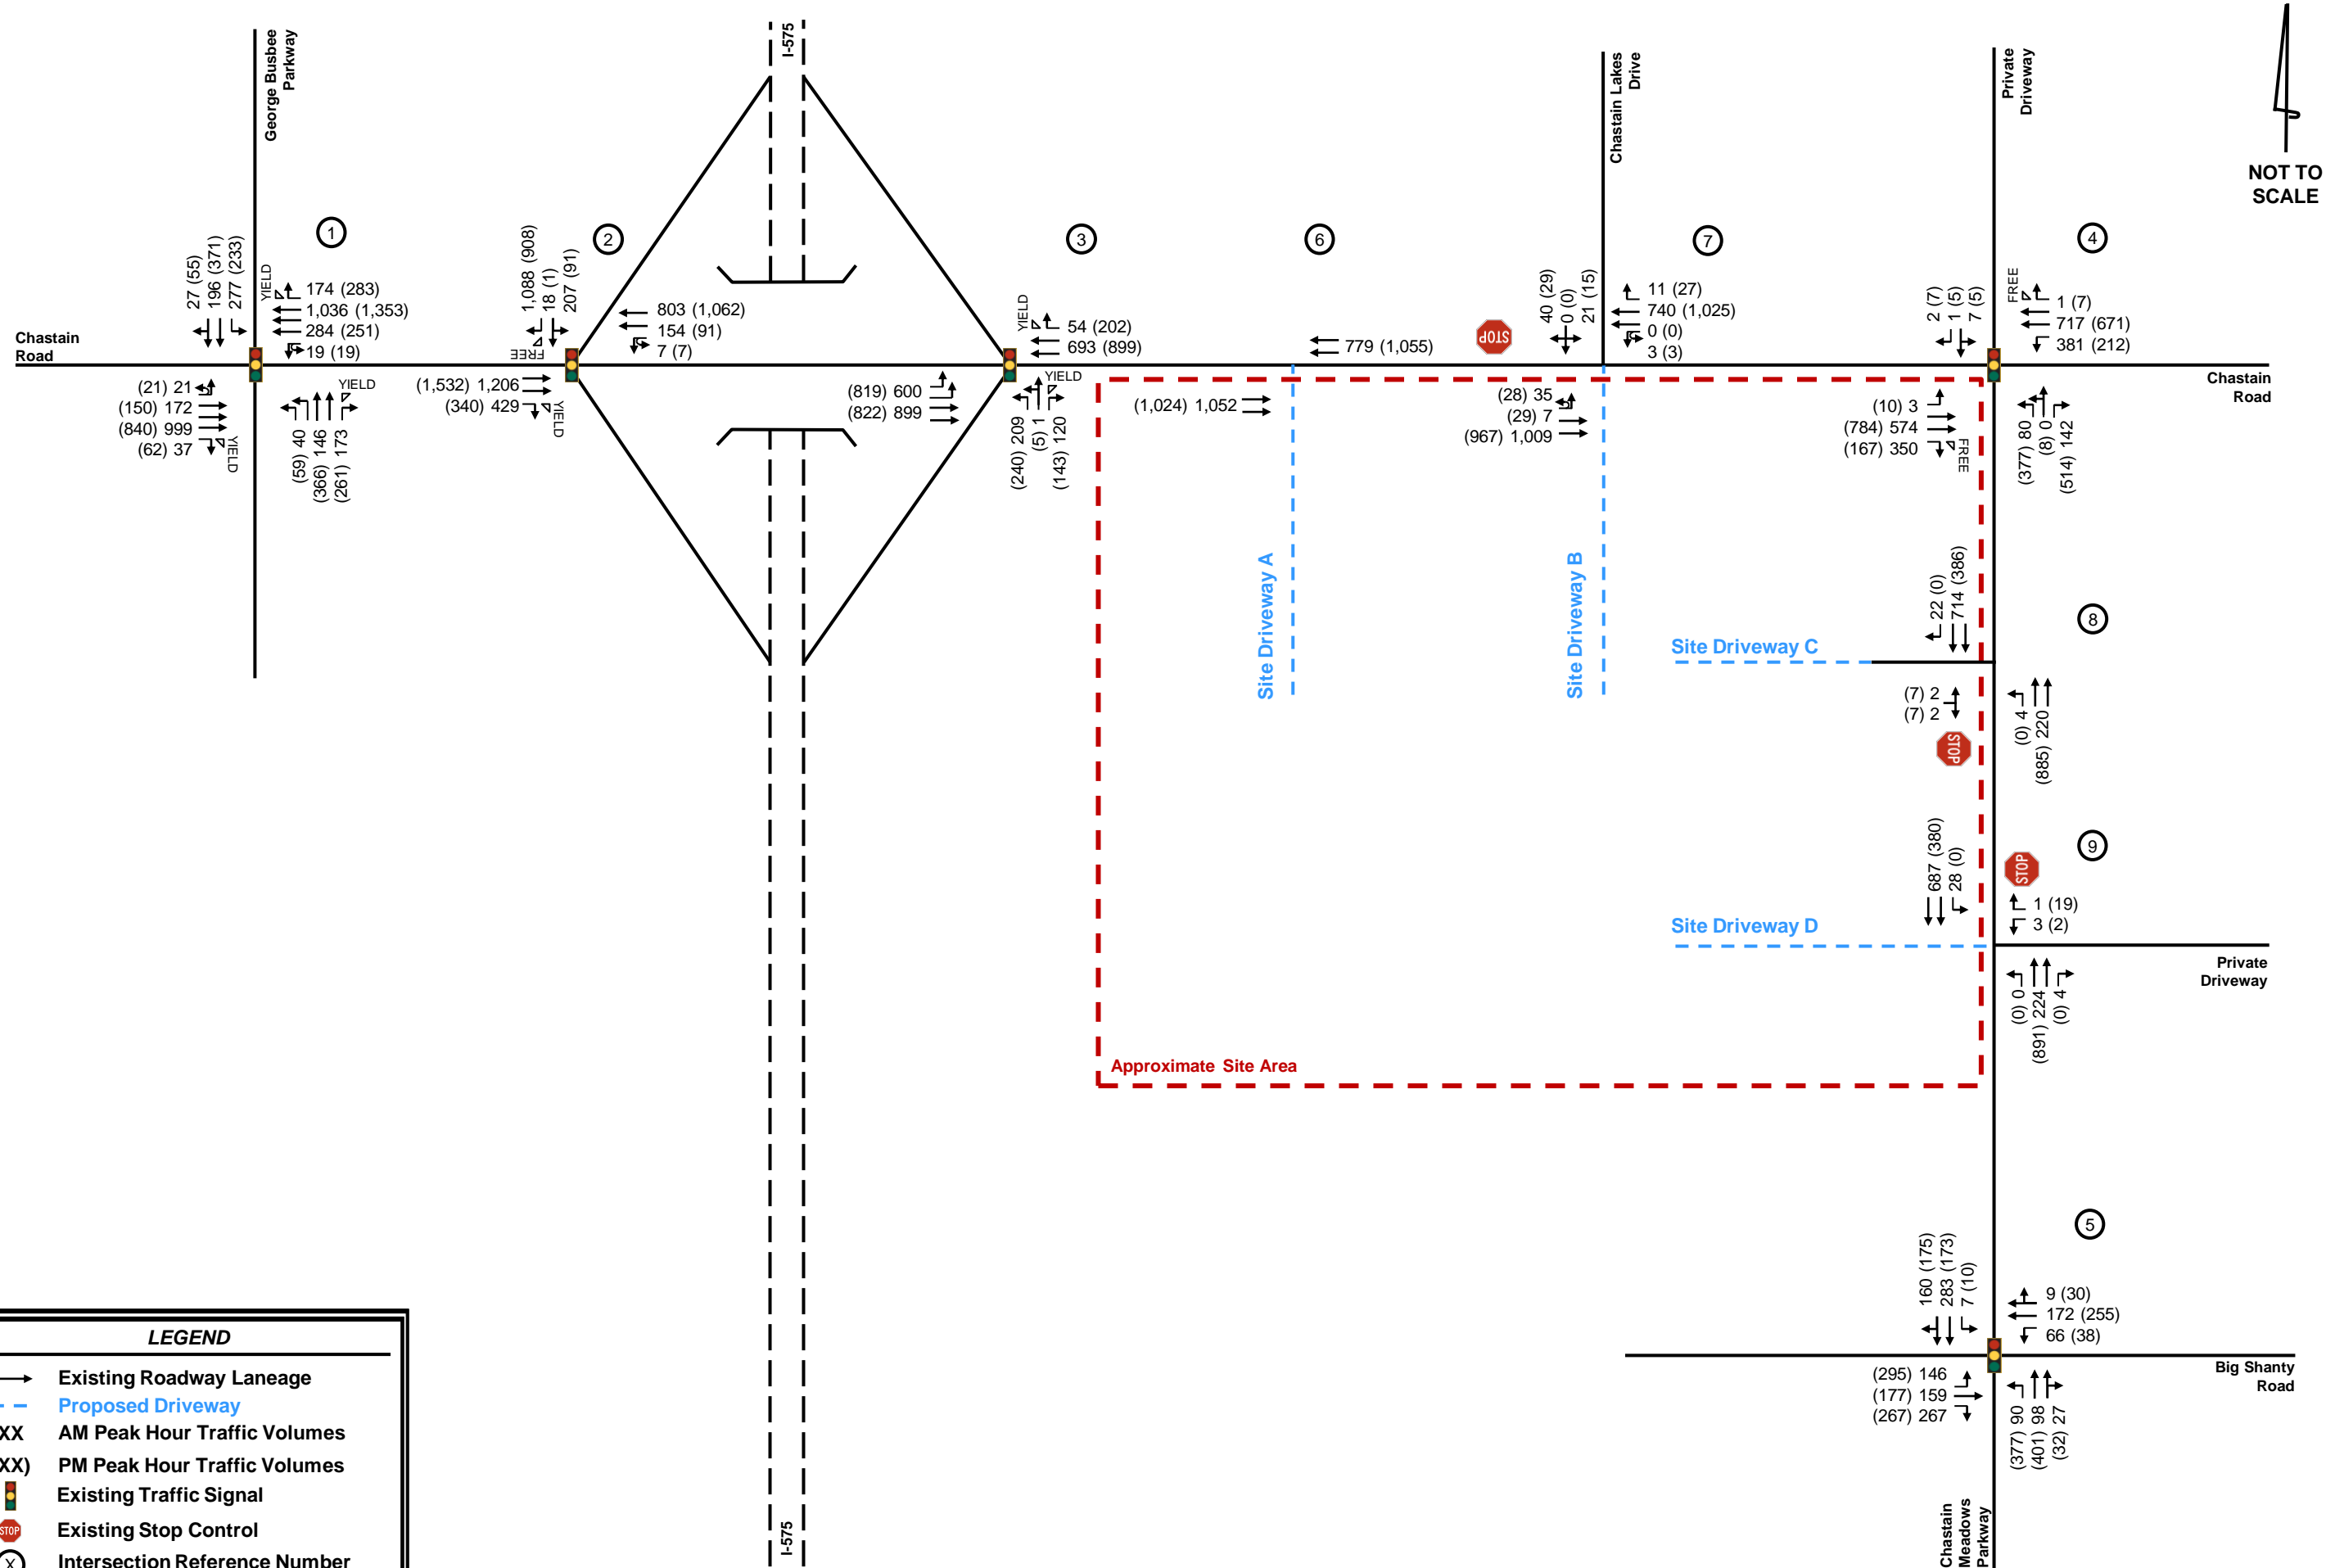 George Busbee
Parkway
I-575
Chastain Lakes
Drive
Private
Driveway
NOT TO
SCALE
1
2
3
6
7
4
27 (55)
196 (371)
277 (233)
YIELD
174 (283)
1,036 (1,353)
284 (251)
19 (19)
Chastain
Road
(21) 21
(150) 172
(840) 999
(62) 37
YIELD
(59) 40
(366) 146
(261) 173
YIELD
1,088 (908)
18 (1)
207 (91)
FREE
803 (1,062)
154 (91)
7 (7)
(1,532) 1,206
(340) 429
YIELD
(819) 600
(822) 899
YIELD
54 (202)
693 (899)
(240) 209
(5) 1
(143) 120
YIELD
779 (1,055)
(1,024) 1,052
STOP
40 (29)
0 (0)
21 (15)
11 (27)
740 (1,025)
0 (0)
3 (3)
(28) 35
(29) 7
(967) 1,009
2 (7)
1 (5)
7 (5)
FREE
1 (7)
717 (671)
381 (212)
Chastain
Road
(10) 3
(784) 574
(167) 350
FREE
(377) 80
(8) 0
(514) 142
Site Driveway A
Site Driveway B
22 (0)
714 (386)
8
Site Driveway C
(7) 2
(7) 2
STOP
(0) 4
(885) 220
687 (380)
28 (0)
9
STOP
1 (19)
3 (2)
Site Driveway D
Private
Driveway
(0) 0
(891) 224
(0) 4
Approximate Site Area
5
160 (175)
283 (173)
7 (10)
9 (30)
172 (255)
66 (38)
Big Shanty
Road
(295) 146
(177) 159
(267) 267
(377) 90
(401) 98
(32) 27
Chastain
Meadows
Parkway
I-575
LEGEND
Existing Roadway Laneage
Proposed Driveway
XX AM Peak Hour Traffic Volumes
XX) PM Peak Hour Traffic Volumes
Existing Traffic Signal
STOP Existing Stop Control
X Intersection Reference Number